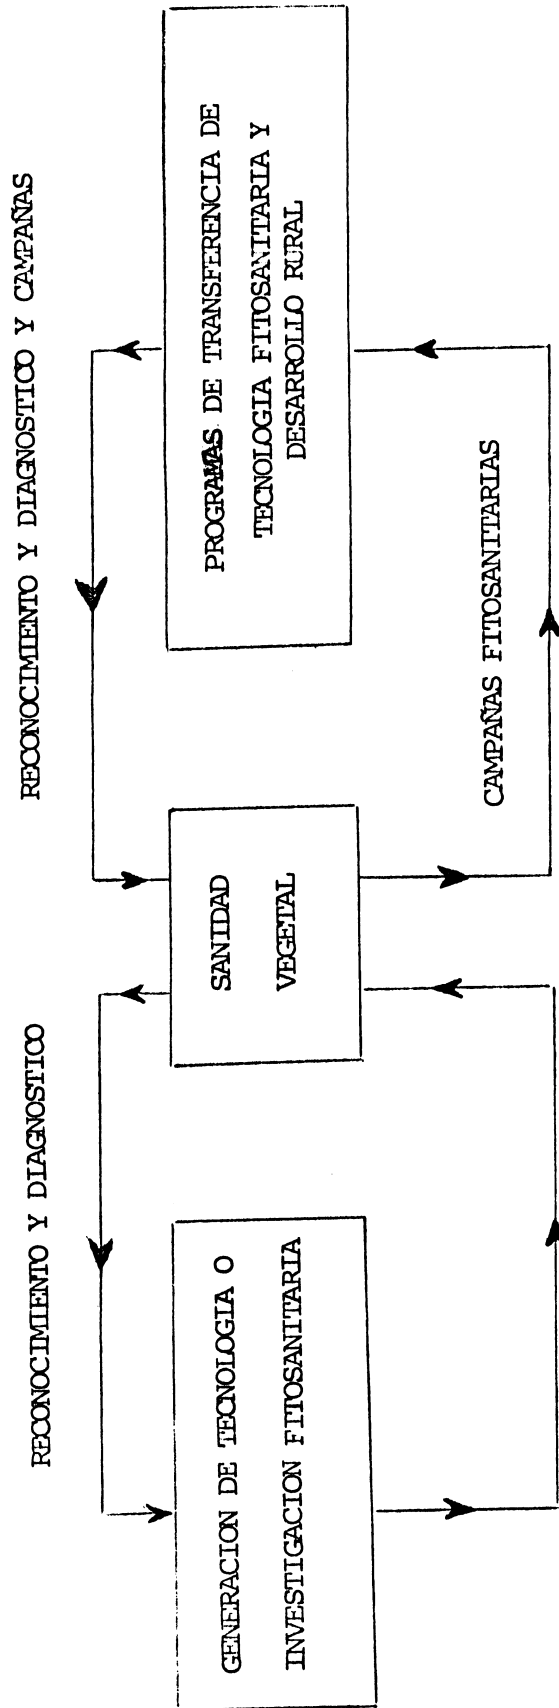 RECONOCIMIENTO Y DIAGNOSTICO
RECONOCIMIENTO Y DIAGNOSTICO Y CAMPAÑAS
GENERACION DE TECNOLOGIA O
INVESTIGACION FITOSANITARIA
SANIDAD
VEGETAL
PROGRAMAS DE TRANSFERENCIA DE
TECNOLOGIA FITOSANITARIA Y
DESARROLLO RURAL
CAMPAÑAS FITOSANITARIAS